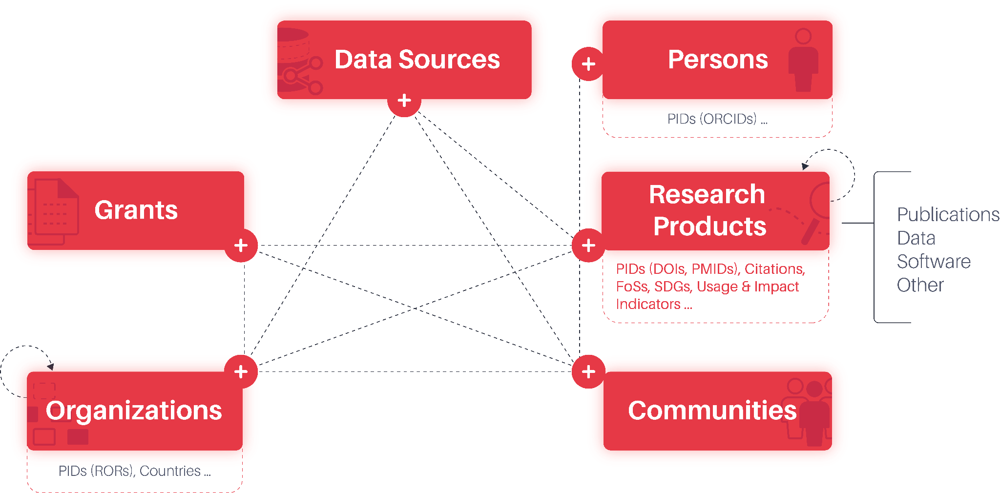 Data Sources
Persons
PIDs (ORCIDs) ...
Grants
Research
Products
PIDs (DOIs, PMIDs), Citations,
FoSs, SDGs, Usage & Impact
Indicators ...
Publications
Data
Software
Other
Organizations
PIDs (RORs), Countries ...
Communities